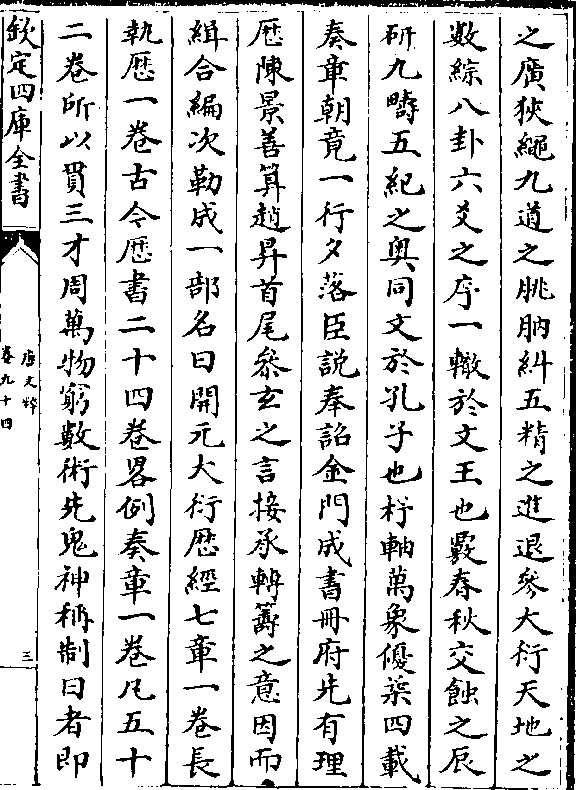 之廣狹繩九道之朓朒糾五精之進退參大衍天地之
數綜八卦六爻之序一轍於文王也覈春秋交蝕之辰
研九疇五紀之奧同文於孔子也杼軸萬象優柒四載
奏章朝竟一行夕落臣説奉詔金門成書冊府先有理
厯陳景善算趙昇首尾參玄之言接承轉籌之意因而
緝合編次勒成一部名曰開元大衍厯經七章一卷長
執厯一卷古今厯書二十四卷畧例奏章一卷凡五十
二卷所以貫三才周萬物窮數術先鬼神稱制曰者即
欽定四庫全書
唐文粹
卷九十四
三